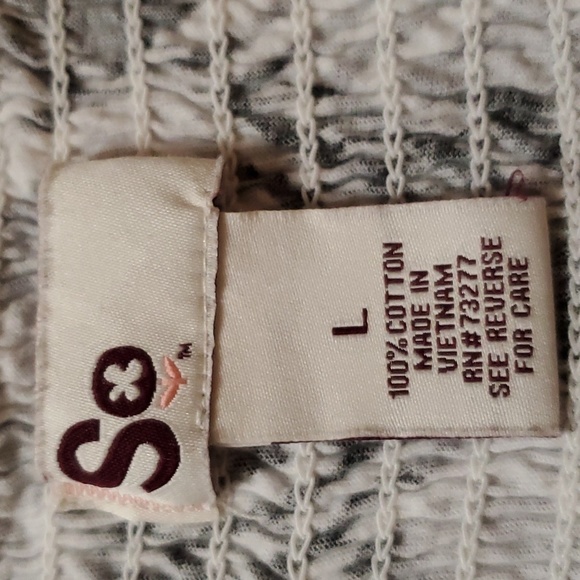 So™
L
100% COTTON
MADE IN
VIETNAM
RN#73277
SEE REVERSE
FOR CARE